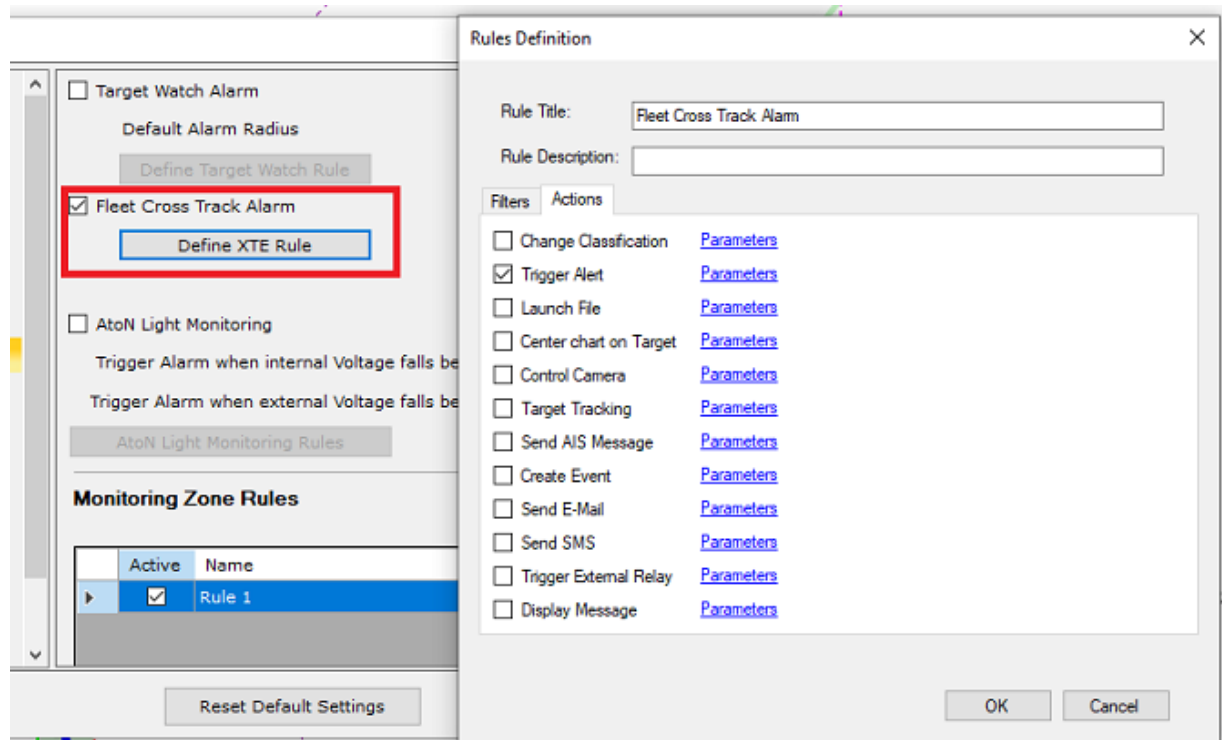 Target Watch Alarm
Default Alarm Radius
Define Target Watch Rule
Fleet Cross Track Alarm
Define XTE Rule
AtoN Light Monitoring
Trigger Alarm when internal Voltage falls be
Trigger Alarm when external Voltage falls be
AtoN Light Monitoring Rules
Monitoring Zone Rules
Active Name
Rule 1
Reset Default Settings
Rules Definition
Rule Title: Fleet Cross Track Alarm
Rule Description:
Filters Actions
Change Classification Parameters
Trigger Alert Parameters
Launch File Parameters
Center chart on Target Parameters
Control Camera Parameters
Target Tracking Parameters
Send AIS Message Parameters
Create Event Parameters
Send E-Mail Parameters
Send SMS Parameters
Trigger External Relay Parameters
Display Message Parameters
OK Cancel